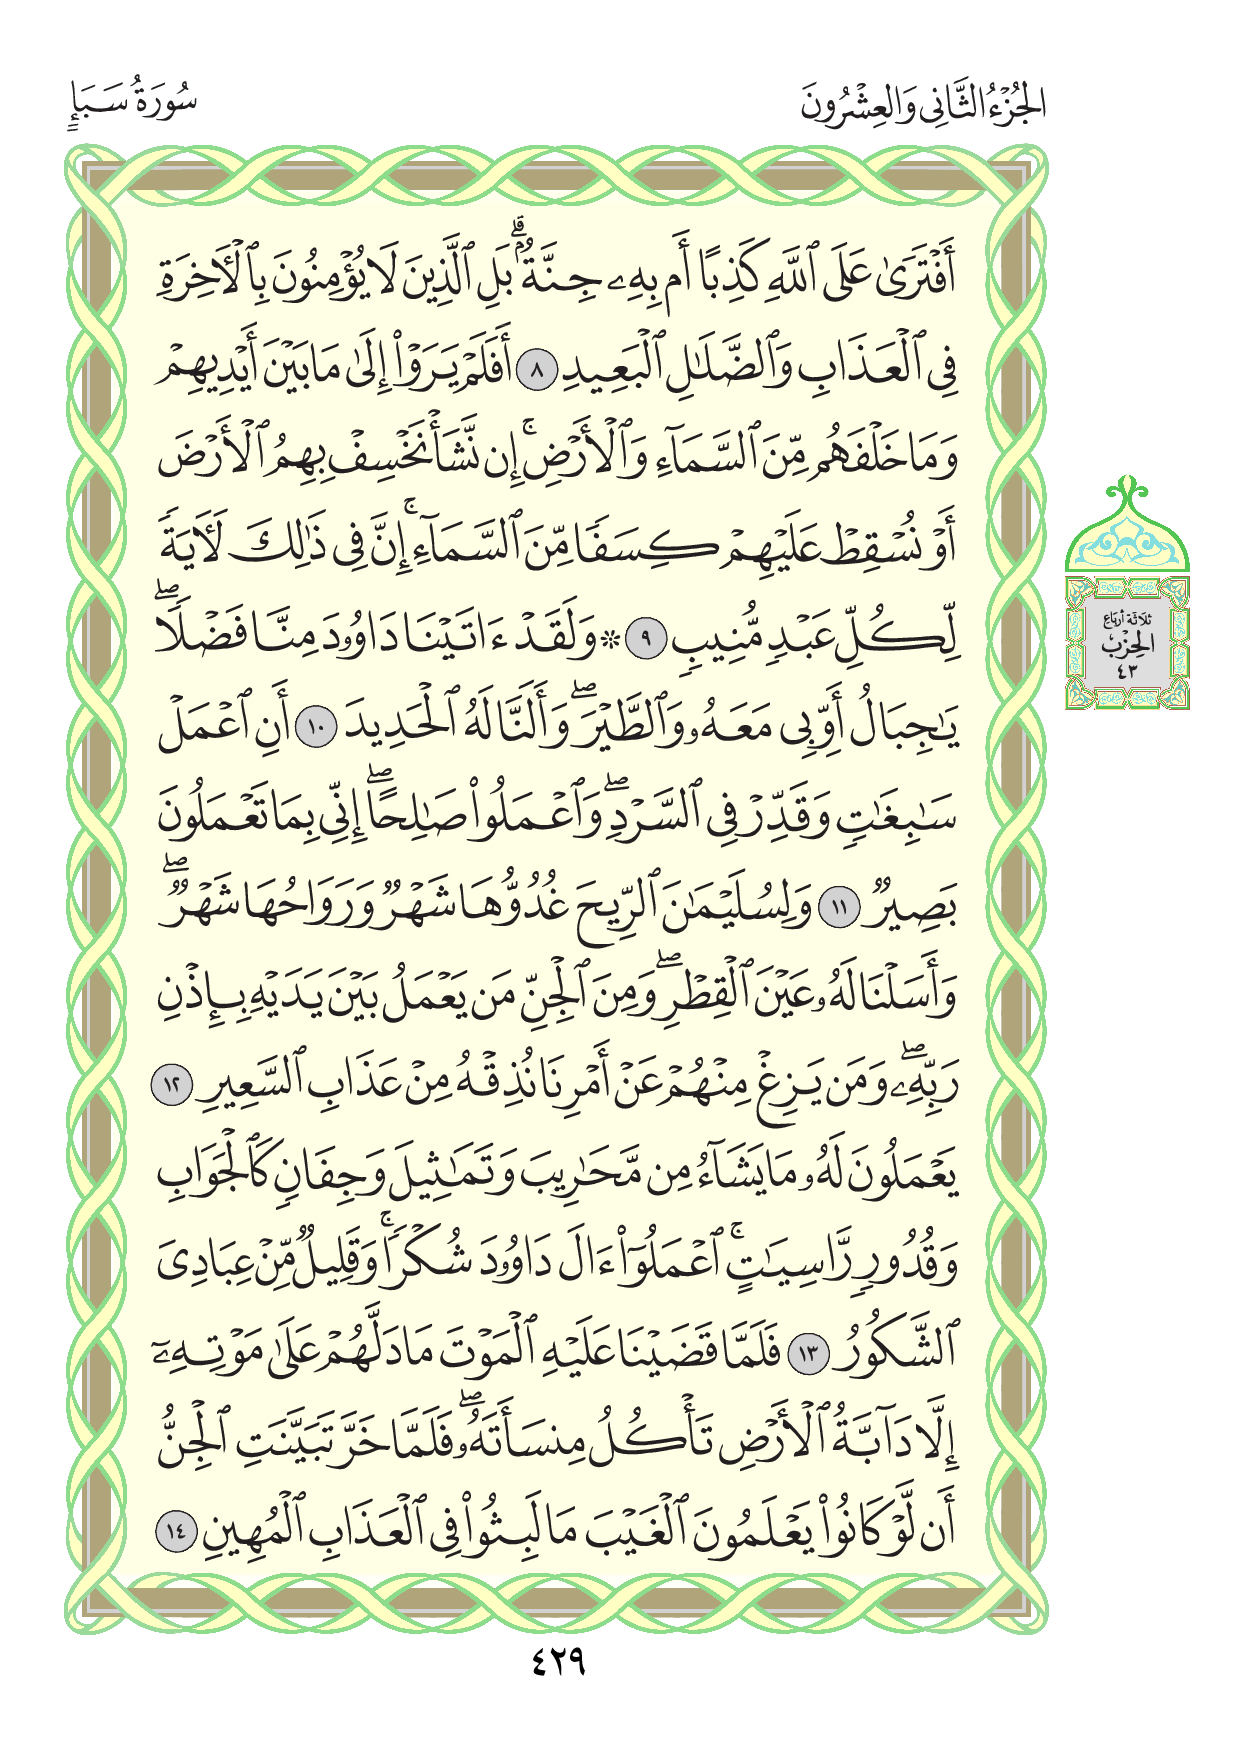 الجُزْءُ الثَّانِي وَالعِشْرُونَ
سُورَةُ سَبَإٍ
أَفۡتَرَىٰ عَلَى ٱللَّهِ كَذِبًا أَم بِهِۦ جِنَّةُۢۗ بَلِ ٱلَّذِينَ لَا يُؤۡمِنُونَ بِٱلۡأٓخِرَةِ
فِي ٱلۡعَذَابِ وَٱلضَّلَٰلِ ٱلۡبَعِيدِ ٨ أَفَلَمۡ يَرَوۡاْ إِلَىٰ مَا بَيۡنَ أَيۡدِيهِمۡ
وَمَا خَلۡفَهُم مِّنَ ٱلسَّمَآءِ وَٱلۡأَرۡضِۚ إِن نَّشَأۡ نَخۡسِفۡ بِهِمُ ٱلۡأَرۡضَ
أَوۡ نُسۡقِطۡ عَلَيۡهِمۡ كِسَفٗا مِّنَ ٱلسَّمَآءِۚ إِنَّ فِي ذَٰلِكَ لَأٓيَةٗ
لِّكُلِّ عَبۡدٖ مُّنِيبٖ ٩ ۞ وَلَقَدۡ ءَاتَيۡنَا دَاوُۥدَ مِنَّا فَضۡلٗاۖ
يَٰجِبَالُ أَوِّبِي مَعَهُۥ وَٱلطَّيۡرَۖ وَأَلَنَّا لَهُ ٱلۡحَدِيدَ ١٠ أَنِ ٱعۡمَلۡ
سَٰبِغَٰتٖ وَقَدِّرۡ فِي ٱلسَّرۡدِۖ وَٱعۡمَلُواْ صَٰلِحًاۖ إِنِّي بِمَا تَعۡمَلُونَ
بَصِيرٞ ١١ وَلِسُلَيۡمَٰنَ ٱلرِّيحَ غُدُوُّهَا شَهۡرٞ وَرَوَاحُهَا شَهۡرٞۖ
وَأَسَلۡنَا لَهُۥ عَيۡنَ ٱلۡقِطۡرِۖ وَمِنَ ٱلۡجِنِّ مَن يَعۡمَلُ بَيۡنَ يَدَيۡهِ بِإِذۡنِ
رَبِّهِۦۖ وَمَن يَزِغۡ مِنۡهُمۡ عَنۡ أَمۡرِنَا نُذِقۡهُ مِنۡ عَذَابِ ٱلسَّعِيرِ ١٢
يَعۡمَلُونَ لَهُۥ مَا يَشَآءُ مِن مَّحَٰرِيبَ وَتَمَٰثِيلَ وَجِفَانٖ كَٱلۡجَوَابِ
وَقُدُورٖ رَّاسِيَٰتٍۚ ٱعۡمَلُوٓاْ ءَالَ دَاوُۥدَ شُكۡرٗاۚ وَقَلِيلٞ مِّنۡ عِبَادِيَ
ٱلشَّكُورُ ١٣ فَلَمَّا قَضَيۡنَا عَلَيۡهِ ٱلۡمَوۡتَ مَا دَلَّهُمۡ عَلَىٰ مَوۡتِهِۦٓ
إِلَّا دَآبَّةُ ٱلۡأَرۡضِ تَأۡكُلُ مِنسَأَتَهُۥۖ فَلَمَّا خَرَّ تَبَيَّنَتِ ٱلۡجِنُّ
أَن لَّوۡ كَانُواْ يَعۡلَمُونَ ٱلۡغَيۡبَ مَا لَبِثُواْ فِي ٱلۡعَذَابِ ٱلۡمُهِينِ ١٤
ثلاثة أرباع
الحِزْب
٤٣
٤٢٩